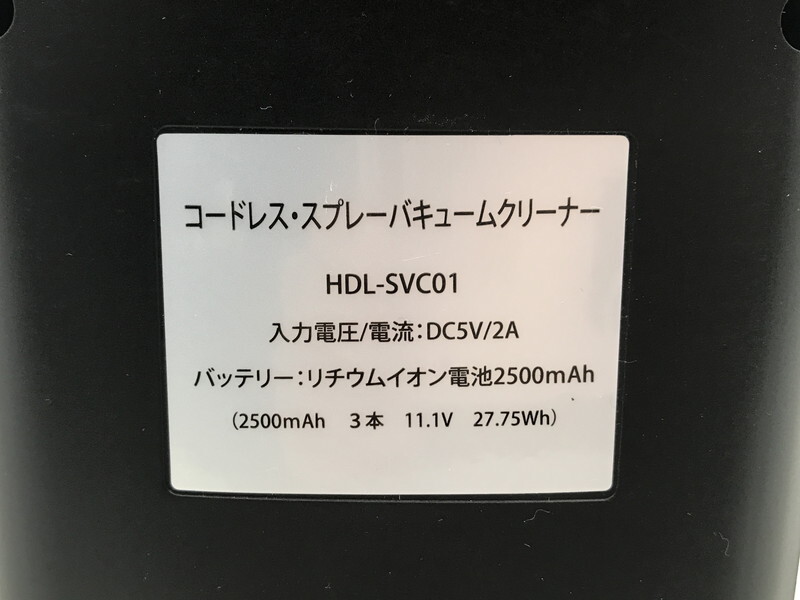 コードレス・スプレーバキュームクリーナー
HDL-SVC01
入力電圧/電流：DC5V/2A
バッテリー：リチウムイオン電池2500mAh
（2500mAh　3本　11.1V　27.75Wh）